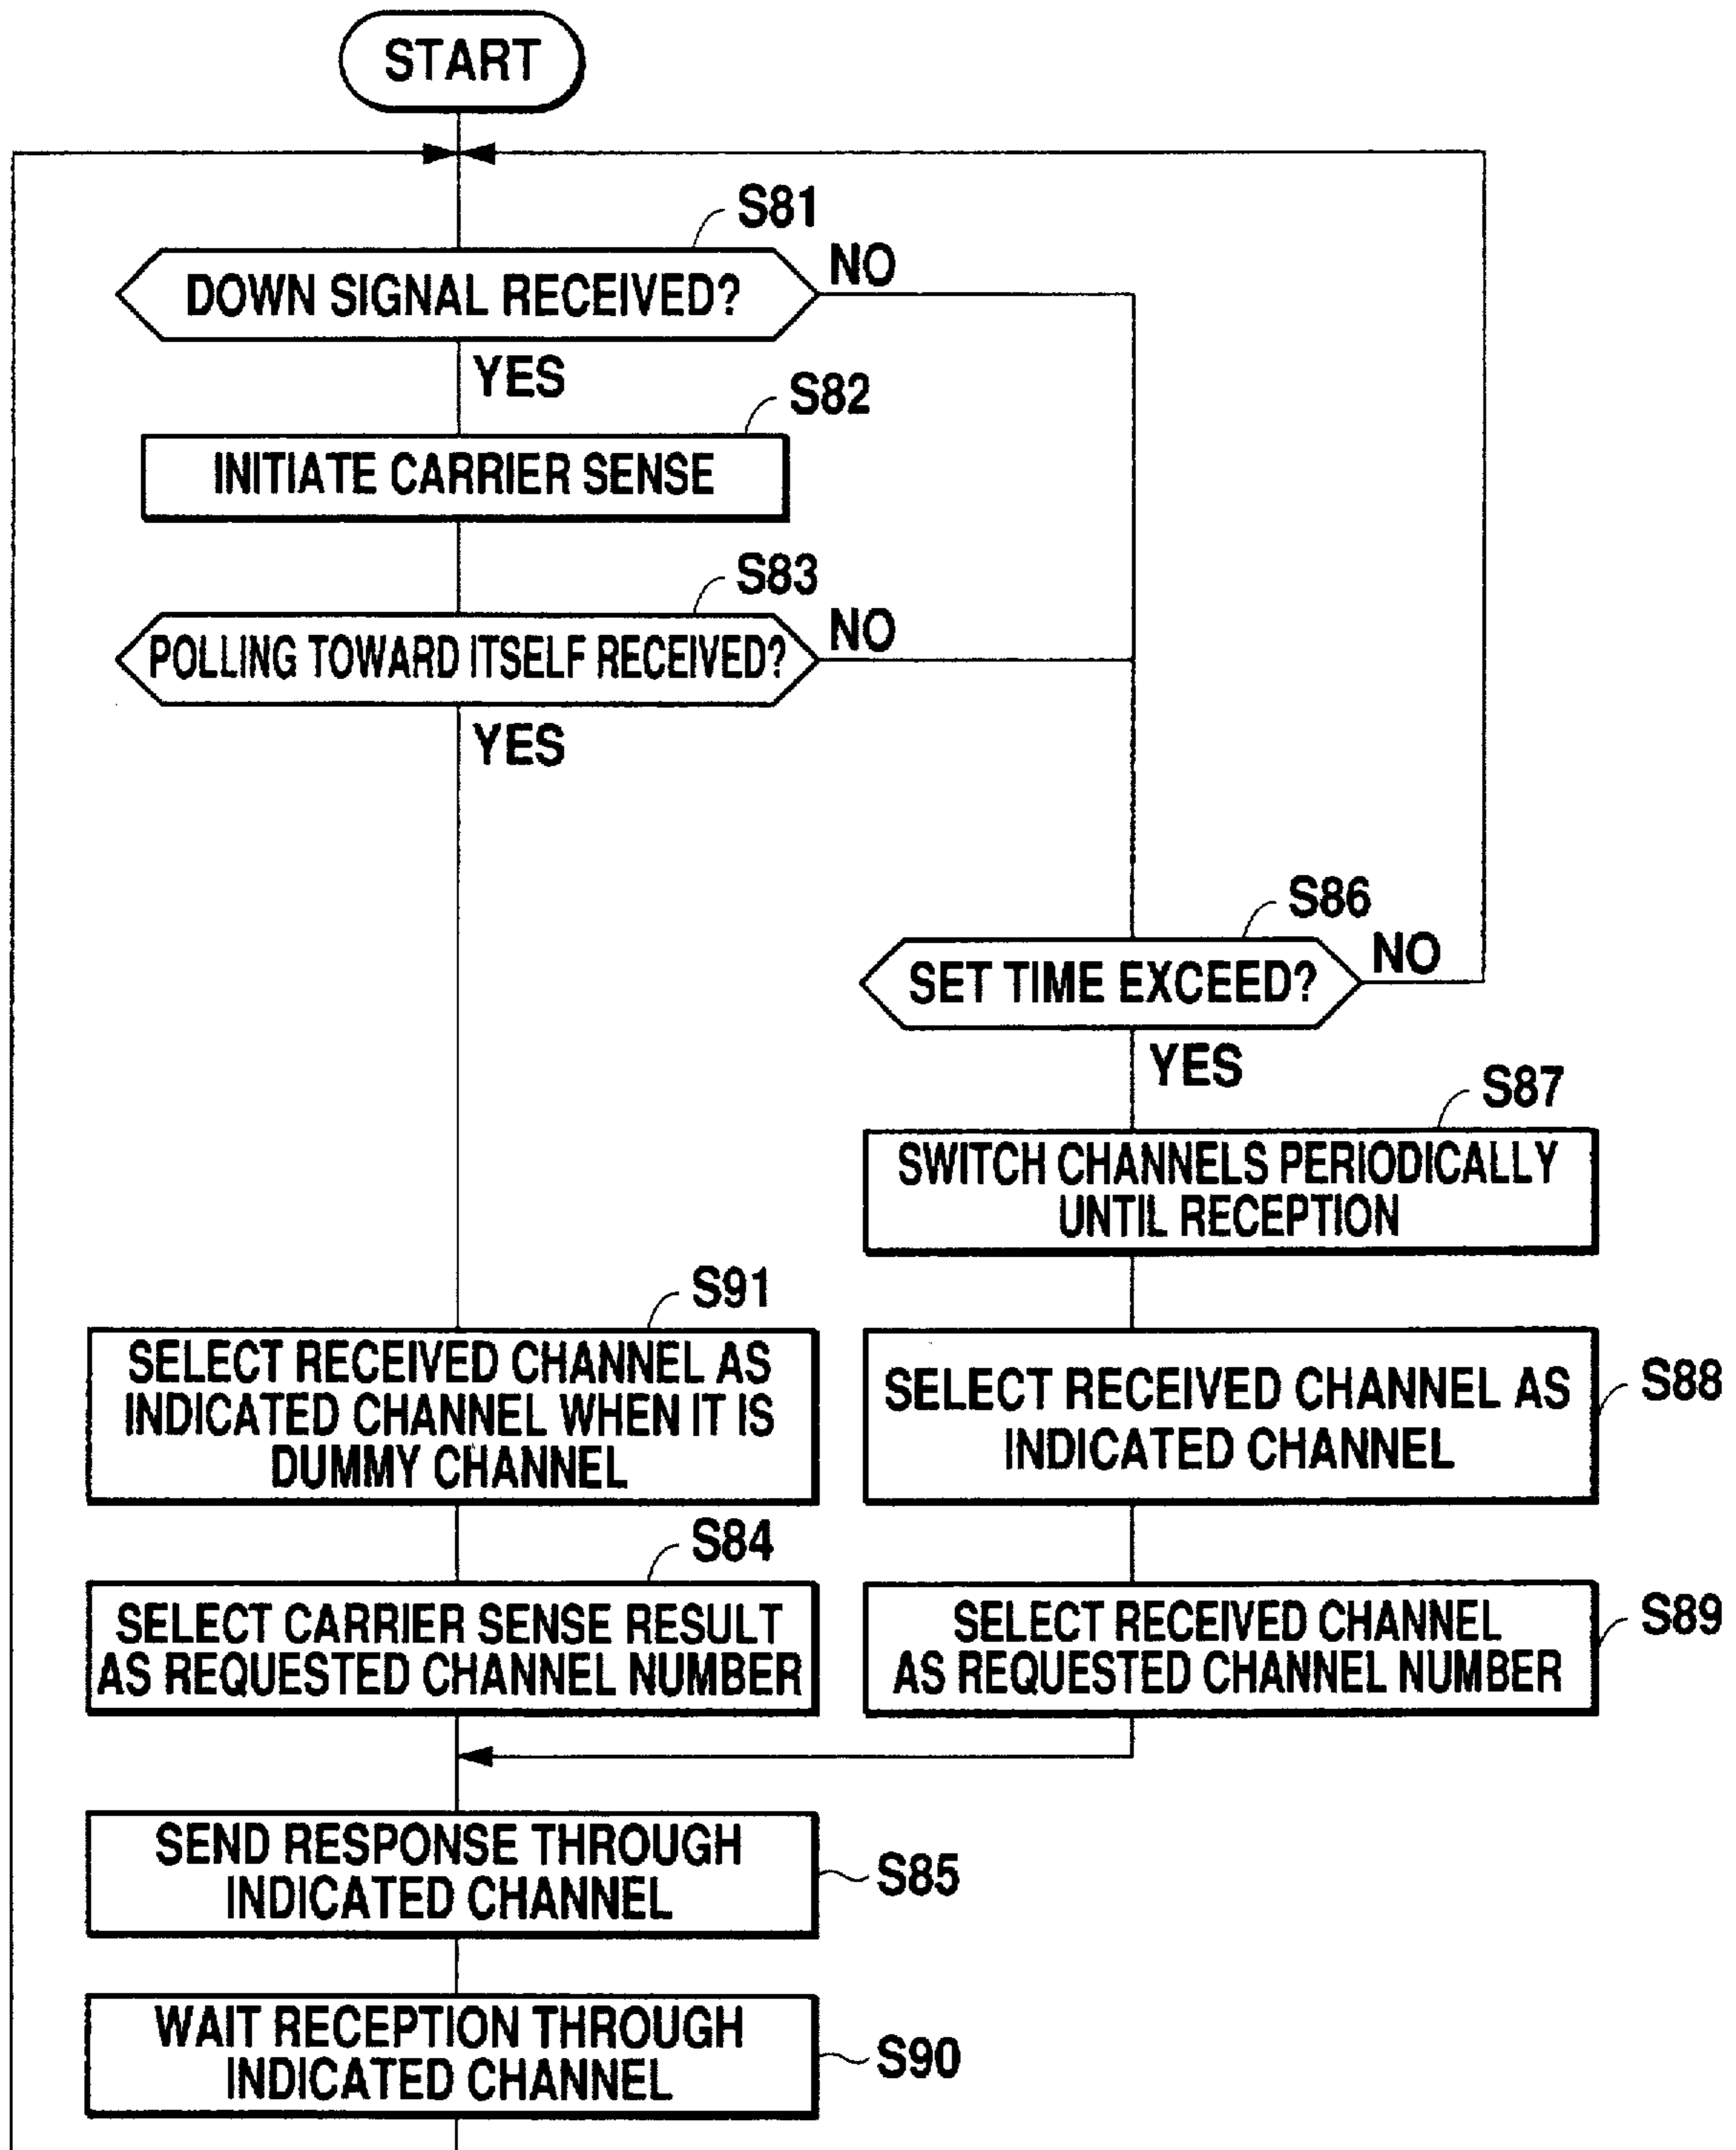 START
S81
DOWN SIGNAL RECEIVED?
NO
YES
S82
INITIATE CARRIER SENSE
S83
POLLING TOWARD ITSELF RECEIVED?
NO
YES
S86
SET TIME EXCEED?
NO
YES
S87
SWITCH CHANNELS PERIODICALLY
UNTIL RECEPTION
S91
SELECT RECEIVED CHANNEL AS
INDICATED CHANNEL WHEN IT IS
DUMMY CHANNEL
SELECT RECEIVED CHANNEL AS
INDICATED CHANNEL
S88
S84
SELECT CARRIER SENSE RESULT
AS REQUESTED CHANNEL NUMBER
SELECT RECEIVED CHANNEL
AS REQUESTED CHANNEL NUMBER
S89
SEND RESPONSE THROUGH
INDICATED CHANNEL
S85
WAIT RECEPTION THROUGH
INDICATED CHANNEL
S90